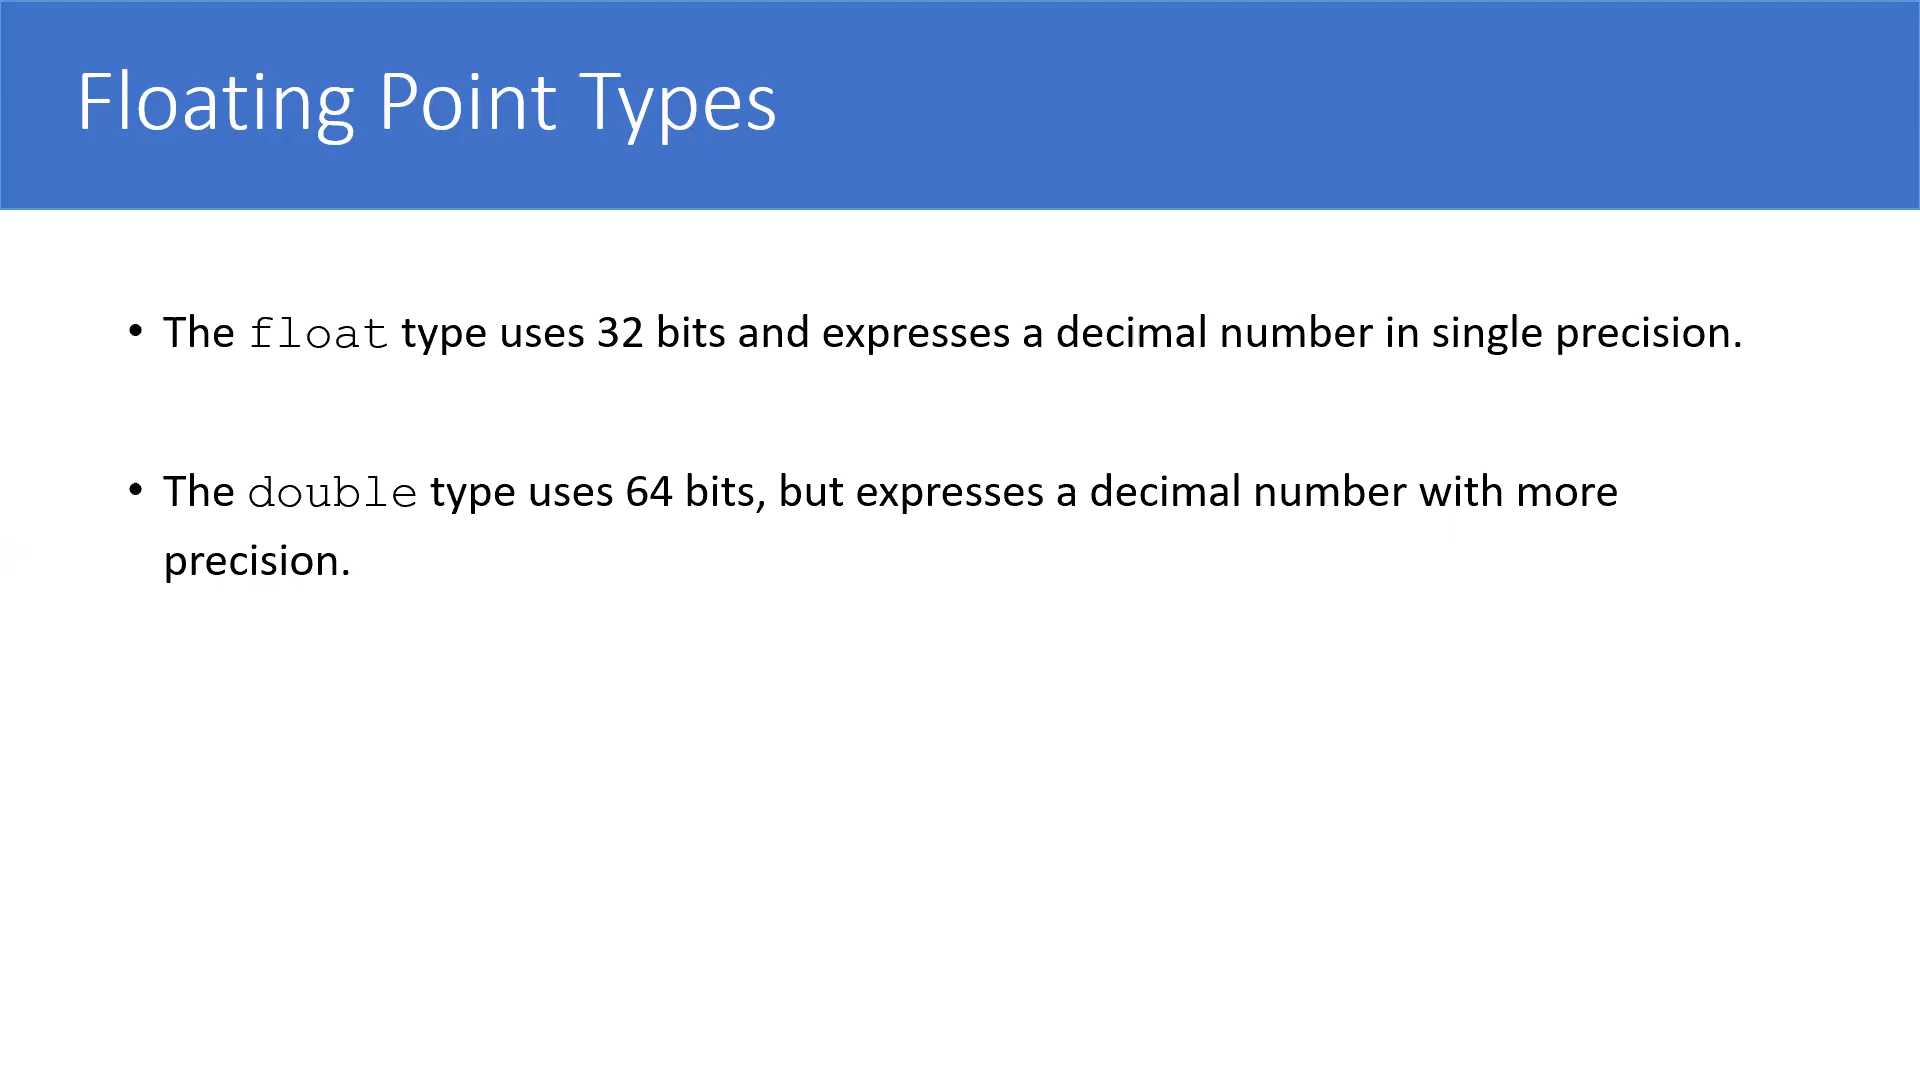 Floating Point Types
• The float type uses 32 bits and expresses a decimal number in single precision.
• The double type uses 64 bits, but expresses a decimal number with more
precision.